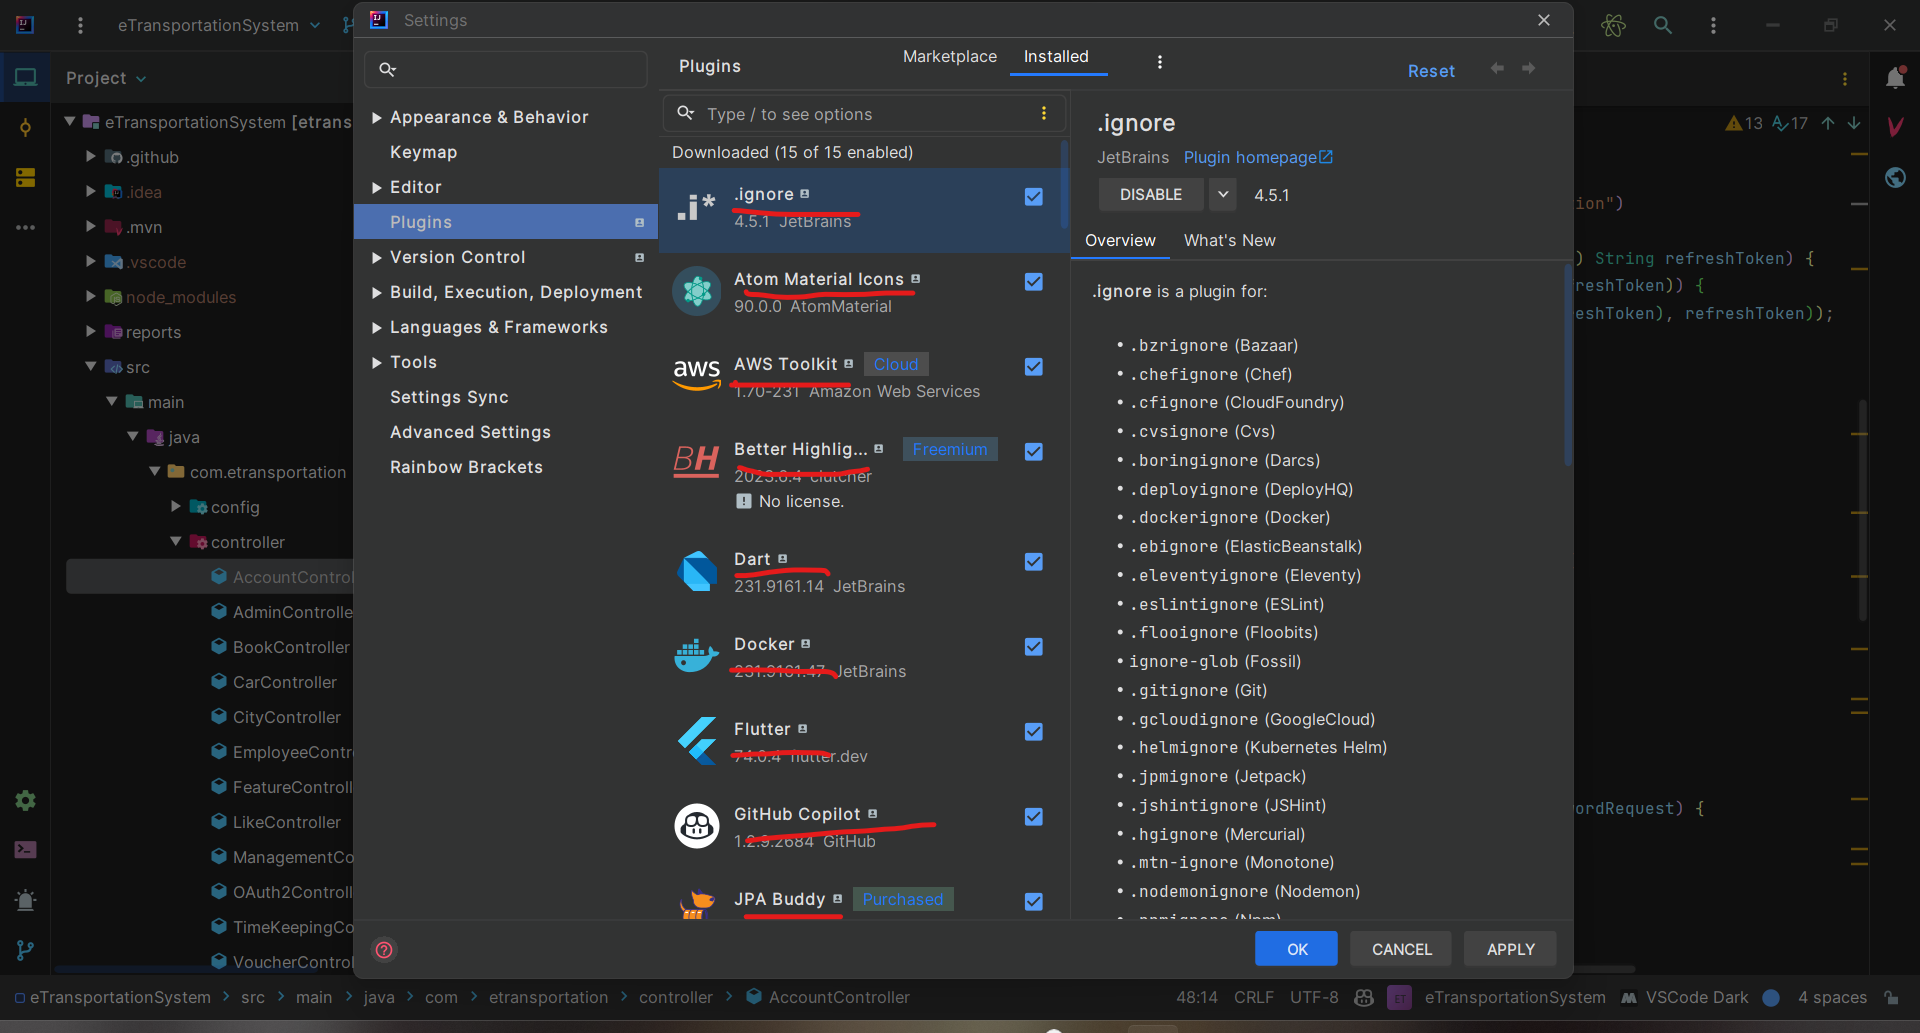 eTransportationSystem
Settings
Project
Plugins
Marketplace
Installed
Reset
Type / to see options
Appearance & Behavior
Keymap
Editor
Plugins
Version Control
Build, Execution, Deployment
Languages & Frameworks
Tools
Settings Sync
Advanced Settings
Rainbow Brackets
eTransportationSystem [etrans
.github
.idea
.mvn
.vscode
node_modules
reports
src
main
java
com.etransportation
config
controller
AccountControl
AdminControlle
BookController
CarController
CityController
EmployeeContr
FeatureControll
LikeController
ManagementCo
OAuth2Controll
TimeKeepingCo
VoucherControl
Downloaded (15 of 15 enabled)
.i*
.ignore
4.5.1 JetBrains
Atom Material Icons
90.0.0 AtomMaterial
aws
AWS Toolkit Cloud
1.70-231 Amazon Web Services
BH
Better Highlig... Freemium
2023.6.4 clutcher
No license.
Dart
231.9161.14 JetBrains
Docker
231.9161.47 JetBrains
Flutter
74.0.4 flutter.dev
GitHub Copilot
1.2.9.2684 GitHub
JPA Buddy Purchased
.ignore
JetBrains Plugin homepage
DISABLE 4.5.1
Overview What's New
.ignore is a plugin for:
• .bzrignore (Bazaar)
• .chefignore (Chef)
• .cfignore (CloudFoundry)
• .cvsignore (Cvs)
• .boringignore (Darcs)
• .deployignore (DeployHQ)
• .dockerignore (Docker)
• .ebignore (ElasticBeanstalk)
• .eleventyignore (Eleventy)
• .eslintignore (ESLint)
• .flooignore (Floobits)
• ignore-glob (Fossil)
• .gitignore (Git)
• .gcloudignore (GoogleCloud)
• .helmignore (Kubernetes Helm)
• .jpmignore (Jetpack)
• .jshintignore (JSHint)
• .hgignore (Mercurial)
• .mtn-ignore (Monotone)
• .nodemonignore (Nodemon)
• .npmignore (Npm)
13 17
ion")
) String refreshToken) {
freshToken)) {
eshToken), refreshToken));
ordRequest) {
OK
CANCEL
APPLY
eTransportationSystem > src > main > java > com > etransportation > controller > AccountController
48:14 CRLF UTF-8 ET eTransportationSystem VSCode Dark 4 spaces